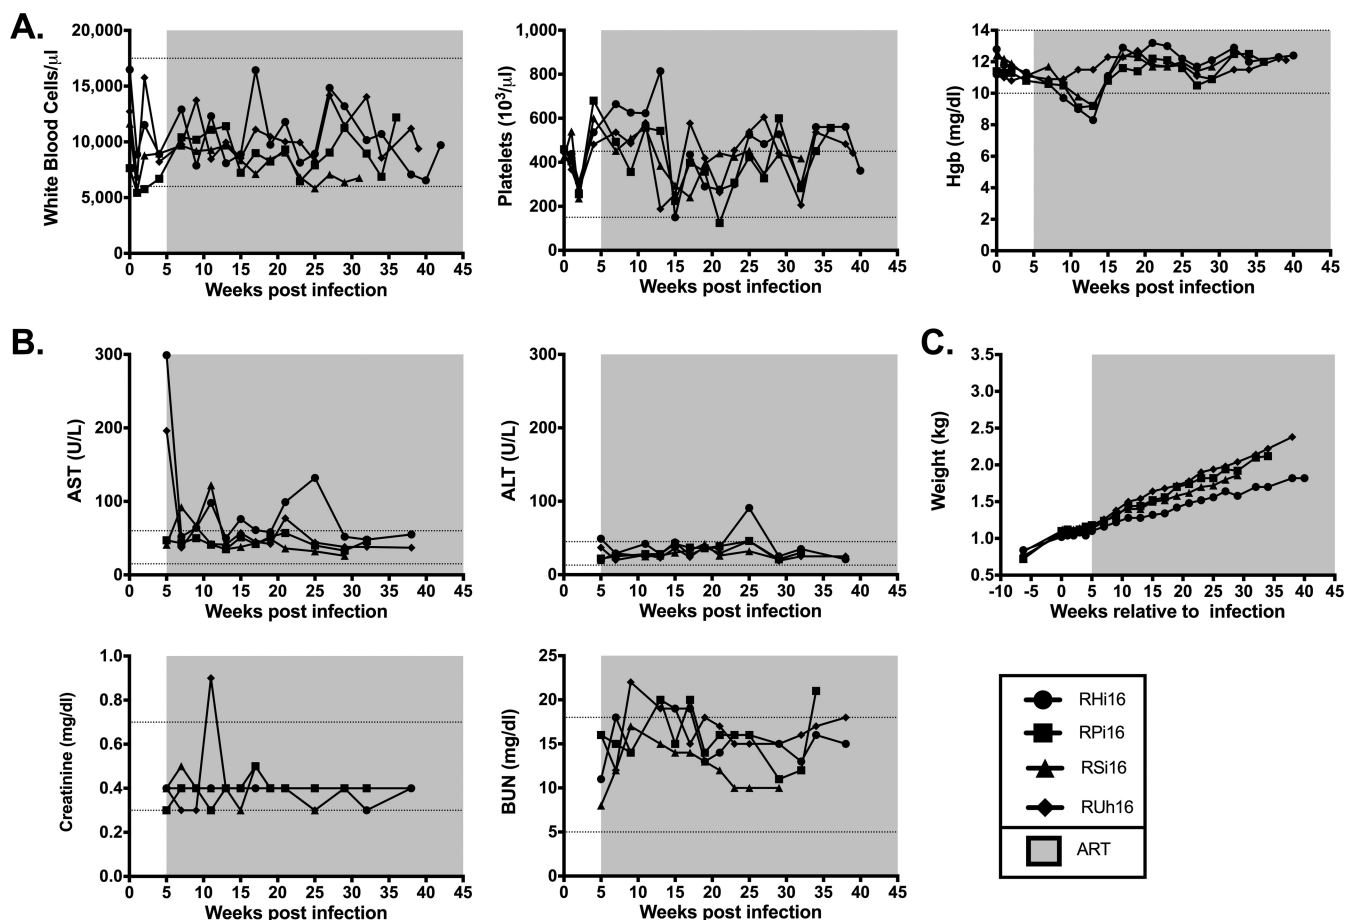 A.
White Blood Cells/µl
20,000
15,000
10,000
5,000
0
0 5 10 15 20 25 30 35 40 45
Weeks post infection
Platelets (10³/µl)
1,000
800
600
400
200
0
0 5 10 15 20 25 30 35 40 45
Weeks post infection
Hgb (mg/dl)
14
12
10
8
6
4
2
0
0 5 10 15 20 25 30 35 40 45
Weeks post infection
B.
AST (U/L)
300
200
100
0
0 5 10 15 20 25 30 35 40 45
Weeks post infection
ALT (U/L)
300
200
100
0
0 5 10 15 20 25 30 35 40 45
Weeks post infection
C.
Weight (kg)
3.5
3.0
2.5
2.0
1.5
1.0
0.5
-10 -5 0 5 10 15 20 25 30 35 40 45
Weeks relative to infection
Creatinine (mg/dl)
1.0
0.8
0.6
0.4
0.2
0.0
0 5 10 15 20 25 30 35 40 45
Weeks post infection
BUN (mg/dl)
25
20
15
10
5
0
0 5 10 15 20 25 30 35 40 45
Weeks post infection
RHi16
RPi16
RSi16
RUh16
ART